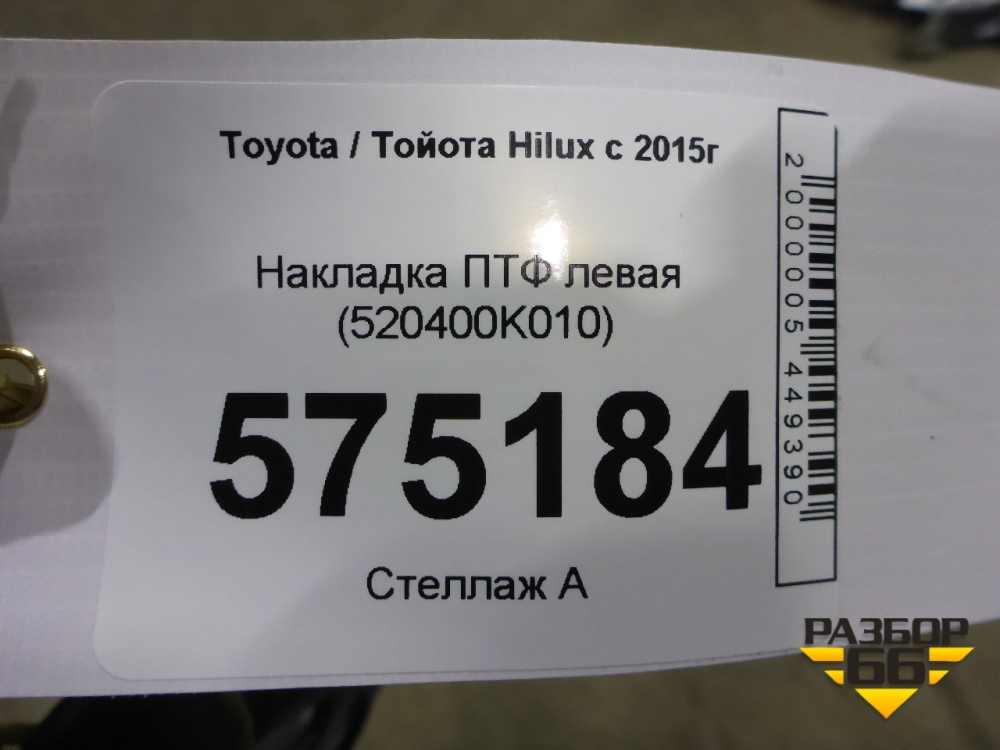 Toyota / Тойота Hilux с 2015г
Накладка ПТФ левая
(520400K010)
575184
Стеллаж А
2000005449390
РАЗБОР
66